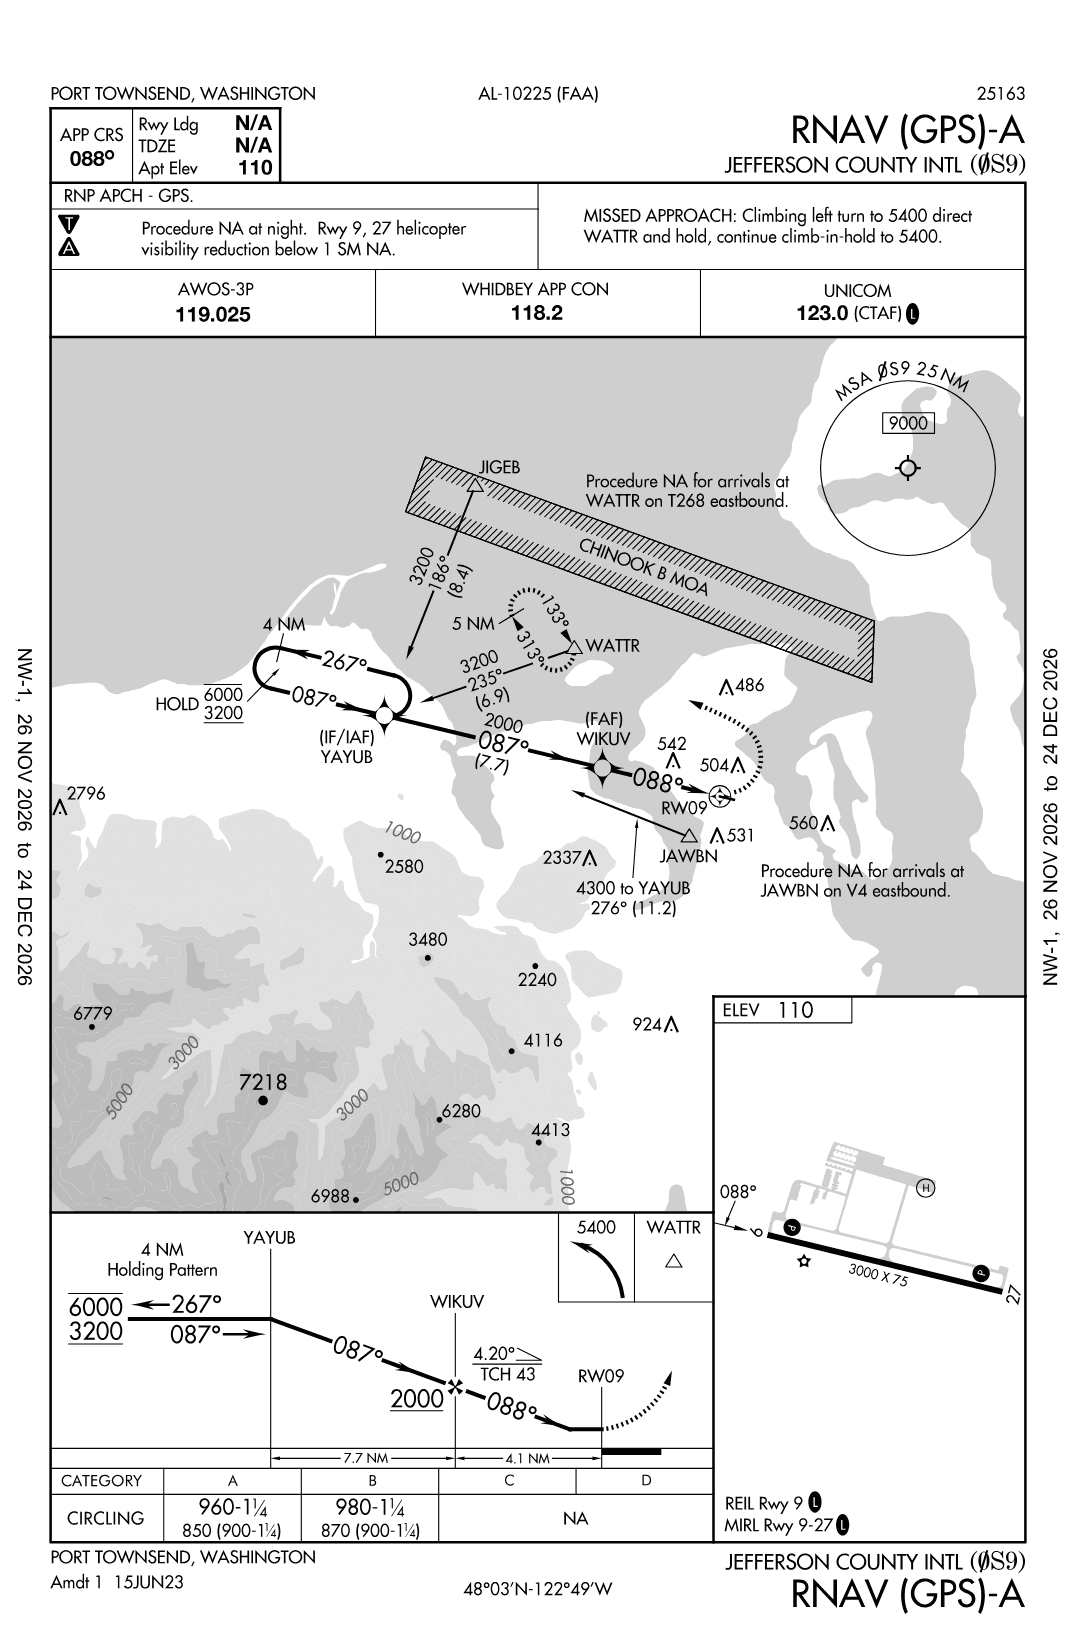 PORT TOWNSEND, WASHINGTON
AL-10225 (FAA)
25163
RNAV (GPS)-A
JEFFERSON COUNTY INTL (ØS9)
APP CRS
088°
Rwy Ldg N/A
TDZE N/A
Apt Elev 110
RNP APCH - GPS.
T
A
Procedure NA at night. Rwy 9, 27 helicopter
visibility reduction below 1 SM NA.
MISSED APPROACH: Climbing left turn to 5400 direct
WATTR and hold, continue climb-in-hold to 5400.
AWOS-3P
119.025
WHIDBEY APP CON
118.2
UNICOM
123.0 (CTAF) L
MSA ØS9 25 NM
9000
JIGEB
Procedure NA for arrivals at
WATTR on T268 eastbound.
CHINOOK B MOA
3200
186°
(8.4)
5 NM
133°
313°
WATTR
4 NM
267°
087°
HOLD 6000
3200
3200
235°
(6.9)
(IF/IAF)
YAYUB
2000
087°
(7.7)
(FAF)
WIKUV
486
542
504
088°
RW09
2796
1000
2580
2337
JAWBN
531
560
4300 to YAYUB
276° (11.2)
Procedure NA for arrivals at
JAWBN on V4 eastbound.
3480
2240
6779
924
4116
3000
5000
7218
3000
6280
4413
6988
5000
1000
NW-1, 26 NOV 2026 to 24 DEC 2026
NW-1, 26 NOV 2026 to 24 DEC 2026
ELEV 110
H
088°
9
P
P
3000 X 75
27
REIL Rwy 9 L
MIRL Rwy 9-27 L
4 NM
Holding Pattern
YAYUB
6000
3200
267°
087°
087°
WIKUV
2000
4.20°
TCH 43
088°
RW09
5400
WATTR
7.7 NM
4.1 NM
CATEGORY A B C D
CIRCLING
960-1¼
850 (900-1¼)
980-1¼
870 (900-1¼)
NA
PORT TOWNSEND, WASHINGTON
Amdt 1 15JUN23
48°03'N-122°49'W
JEFFERSON COUNTY INTL (ØS9)
RNAV (GPS)-A